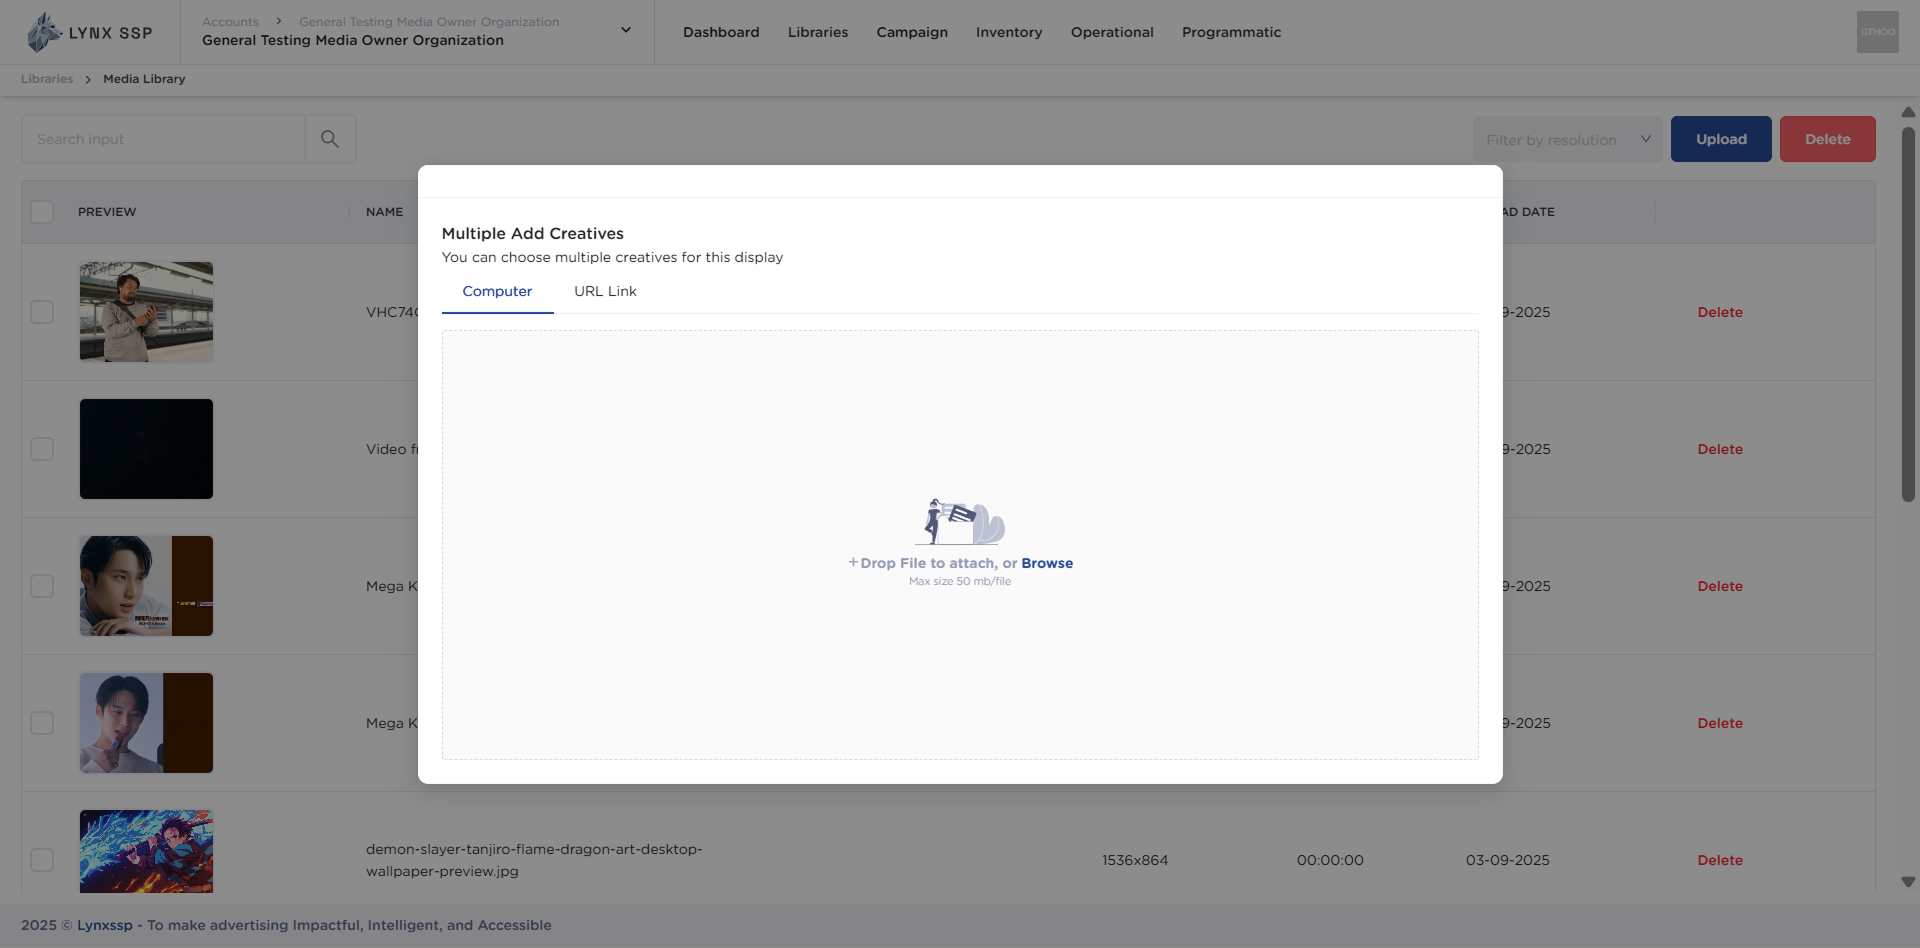 LYNX SSP
Accounts > General Testing Media Owner Organization
General Testing Media Owner Organization
Dashboard Libraries Campaign Inventory Operational Programmatic
GTMOO
Libraries > Media Library
Search input
Filter by resolution
Upload
Delete
PREVIEW NAME AD DATE
Multiple Add Creatives
You can choose multiple creatives for this display
Computer URL Link
VHC740 9-2025 Delete
Video f 9-2025 Delete
+Drop File to attach, or Browse
Max size 50 mb/file
Mega K 9-2025 Delete
Mega K 9-2025 Delete
demon-slayer-tanjiro-flame-dragon-art-desktop-
wallpaper-preview.jpg
1536x864 00:00:00 03-09-2025 Delete
2025 © Lynxssp - To make advertising Impactful, Intelligent, and Accessible